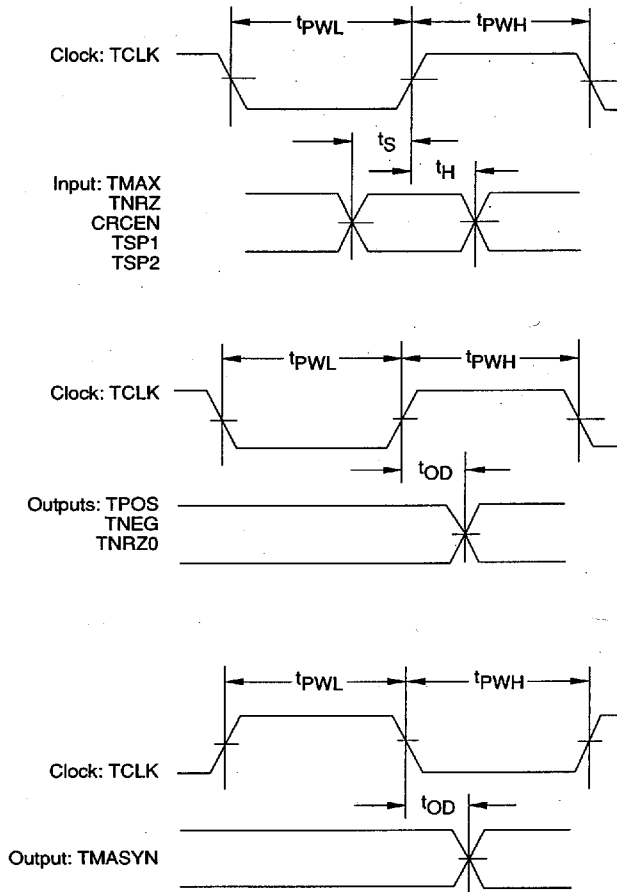 tPWL tPWH
Clock: TCLK
tS
tH
Input: TMAX
TNRZ
CRCEN
TSP1
TSP2
tPWL tPWH
Clock: TCLK
tOD
Outputs: TPOS
TNEG
TNRZ0
tPWL tPWH
Clock: TCLK
tOD
Output: TMASYN